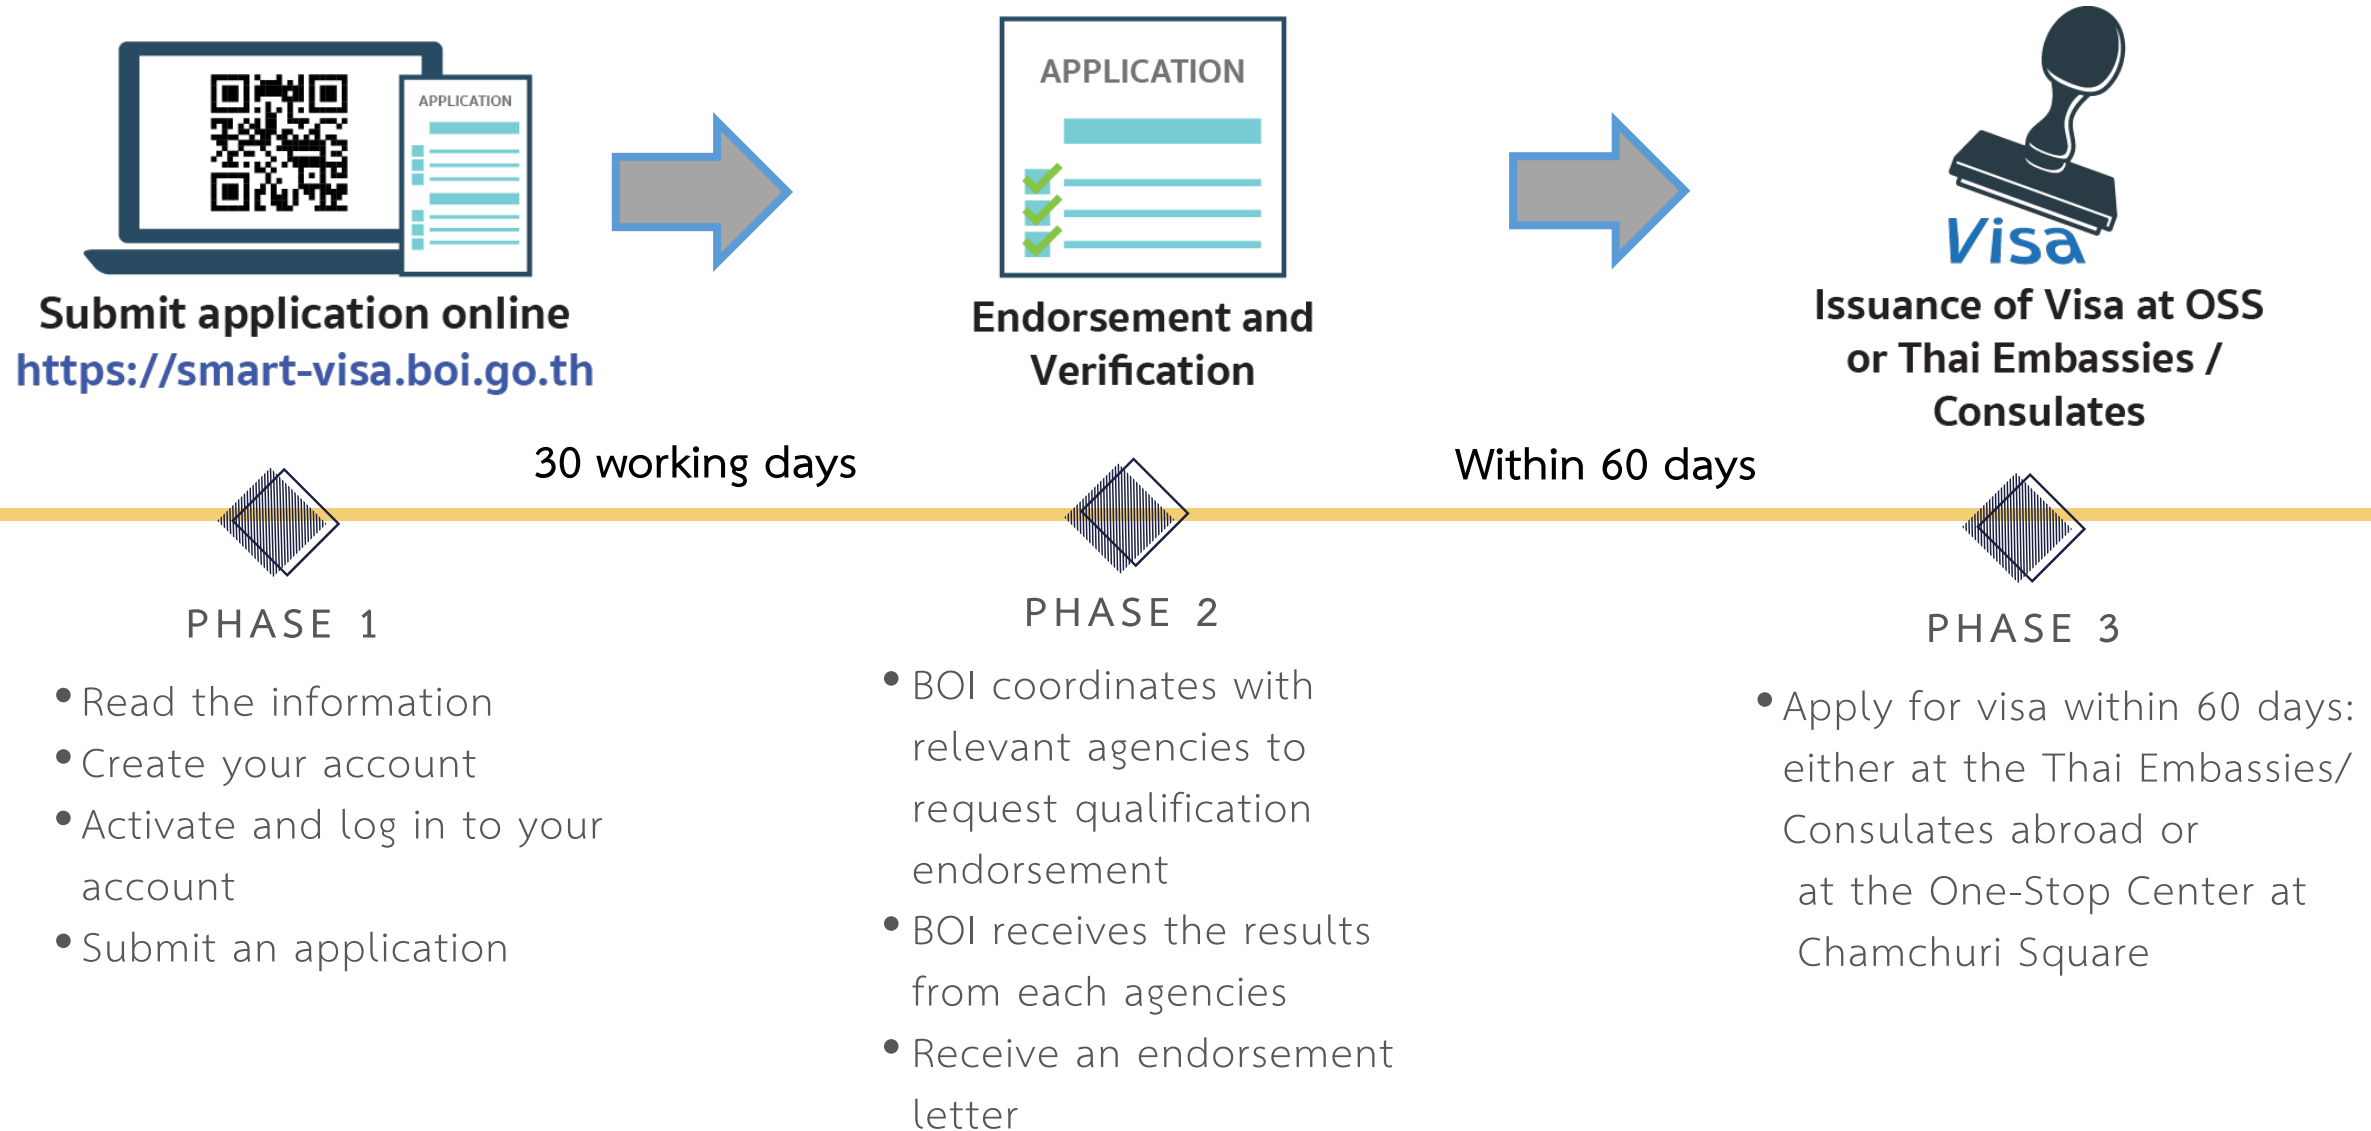 APPLICATION
APPLICATION
Visa
Submit application online
https://smart-visa.boi.go.th
Endorsement and
Verification
Issuance of Visa at OSS
or Thai Embassies /
Consulates
30 working days
Within 60 days
PHASE 1
• Read the information
• Create your account
• Activate and log in to your
account
• Submit an application
PHASE 2
• BOI coordinates with
relevant agencies to
request qualification
endorsement
• BOI receives the results
from each agencies
• Receive an endorsement
letter
PHASE 3
• Apply for visa within 60 days:
either at the Thai Embassies/
Consulates abroad or
at the One-Stop Center at
Chamchuri Square